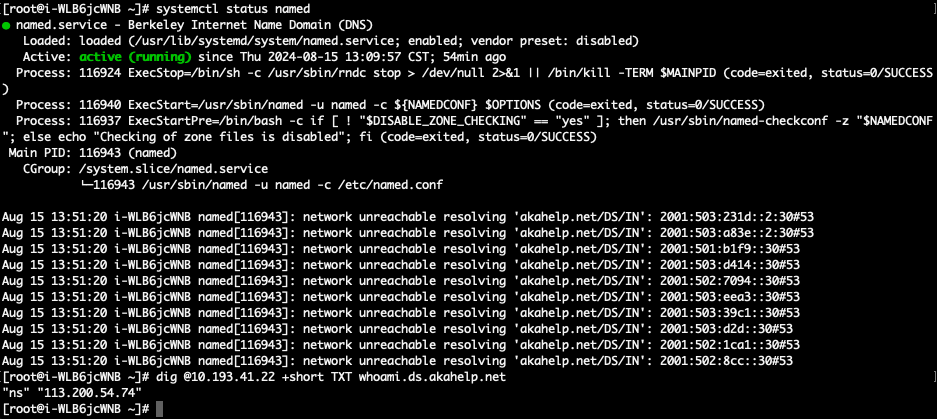 [root@i-WLB6jcWNB ~]# systemctl status named
● named.service - Berkeley Internet Name Domain (DNS)
   Loaded: loaded (/usr/lib/systemd/system/named.service; enabled; vendor preset: disabled)
   Active: active (running) since Thu 2024-08-15 13:09:57 CST; 54min ago
  Process: 116924 ExecStop=/bin/sh -c /usr/sbin/rndc stop > /dev/null 2>&1 || /bin/kill -TERM $MAINPID (code=exited, status=0/SUCCESS
)
  Process: 116940 ExecStart=/usr/sbin/named -u named -c ${NAMEDCONF} $OPTIONS (code=exited, status=0/SUCCESS)
  Process: 116937 ExecStartPre=/bin/bash -c if [ ! "$DISABLE_ZONE_CHECKING" == "yes" ]; then /usr/sbin/named-checkconf -z "$NAMEDCONF
"; else echo "Checking of zone files is disabled"; fi (code=exited, status=0/SUCCESS)
 Main PID: 116943 (named)
   CGroup: /system.slice/named.service
           └─116943 /usr/sbin/named -u named -c /etc/named.conf

Aug 15 13:51:20 i-WLB6jcWNB named[116943]: network unreachable resolving 'akahelp.net/DS/IN': 2001:503:231d::2:30#53
Aug 15 13:51:20 i-WLB6jcWNB named[116943]: network unreachable resolving 'akahelp.net/DS/IN': 2001:503:a83e::2:30#53
Aug 15 13:51:20 i-WLB6jcWNB named[116943]: network unreachable resolving 'akahelp.net/DS/IN': 2001:501:b1f9::30#53
Aug 15 13:51:20 i-WLB6jcWNB named[116943]: network unreachable resolving 'akahelp.net/DS/IN': 2001:503:d414::30#53
Aug 15 13:51:20 i-WLB6jcWNB named[116943]: network unreachable resolving 'akahelp.net/DS/IN': 2001:502:7094::30#53
Aug 15 13:51:20 i-WLB6jcWNB named[116943]: network unreachable resolving 'akahelp.net/DS/IN': 2001:503:eea3::30#53
Aug 15 13:51:20 i-WLB6jcWNB named[116943]: network unreachable resolving 'akahelp.net/DS/IN': 2001:503:39c1::30#53
Aug 15 13:51:20 i-WLB6jcWNB named[116943]: network unreachable resolving 'akahelp.net/DS/IN': 2001:503:d2d::30#53
Aug 15 13:51:20 i-WLB6jcWNB named[116943]: network unreachable resolving 'akahelp.net/DS/IN': 2001:502:1ca1::30#53
Aug 15 13:51:20 i-WLB6jcWNB named[116943]: network unreachable resolving 'akahelp.net/DS/IN': 2001:502:8cc::30#53
[root@i-WLB6jcWNB ~]# dig @10.193.41.22 +short TXT whoami.ds.akahelp.net
"ns" "113.200.54.74"
[root@i-WLB6jcWNB ~]#